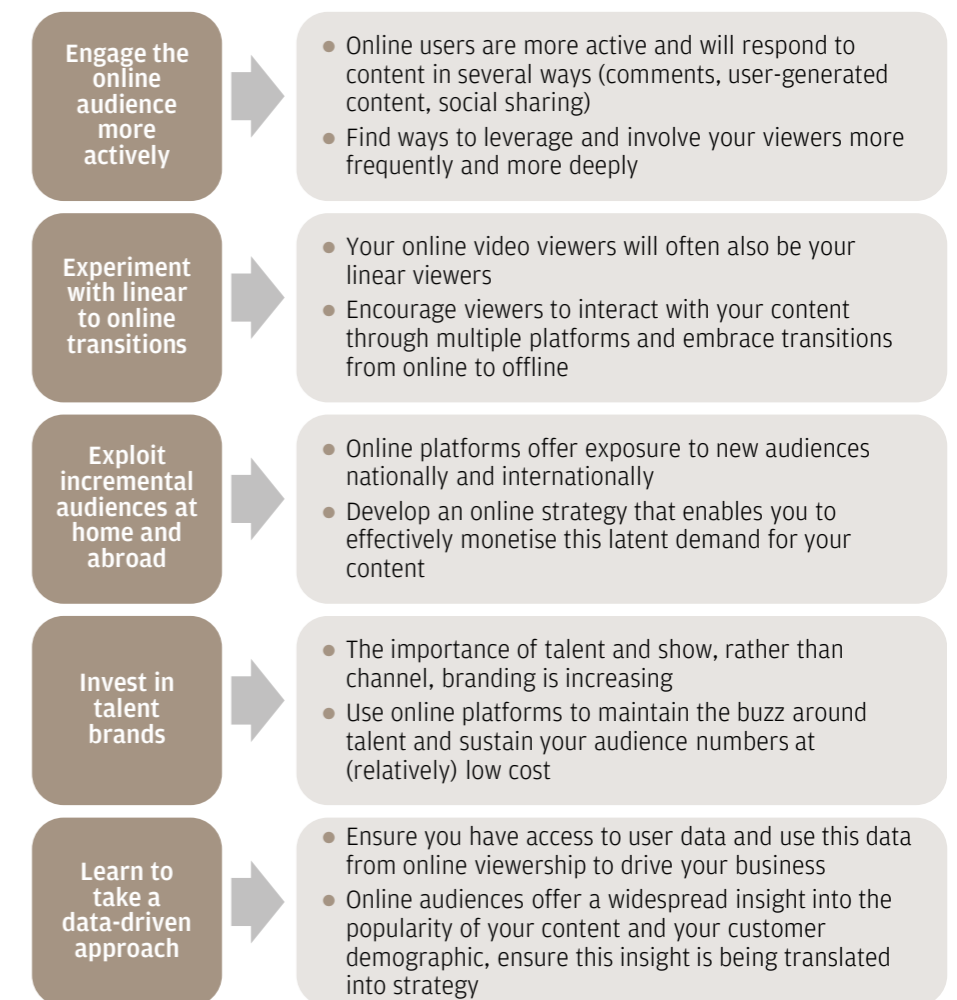 Engage the
online
audience
more
actively
● Online users are more active and will respond to
content in several ways (comments, user-generated
content, social sharing)
● Find ways to leverage and involve your viewers more
frequently and more deeply
Experiment
with linear
to online
transitions
● Your online video viewers will often also be your
linear viewers
● Encourage viewers to interact with your content
through multiple platforms and embrace transitions
from online to offline
Exploit
incremental
audiences at
home and
abroad
● Online platforms offer exposure to new audiences
nationally and internationally
● Develop an online strategy that enables you to
effectively monetise this latent demand for your
content
Invest in
talent
brands
● The importance of talent and show, rather than
channel, branding is increasing
● Use online platforms to maintain the buzz around
talent and sustain your audience numbers at
(relatively) low cost
Learn to
take a
data-driven
approach
● Ensure you have access to user data and use this data
from online viewership to drive your business
● Online audiences offer a widespread insight into the
popularity of your content and your customer
demographic, ensure this insight is being translated
into strategy